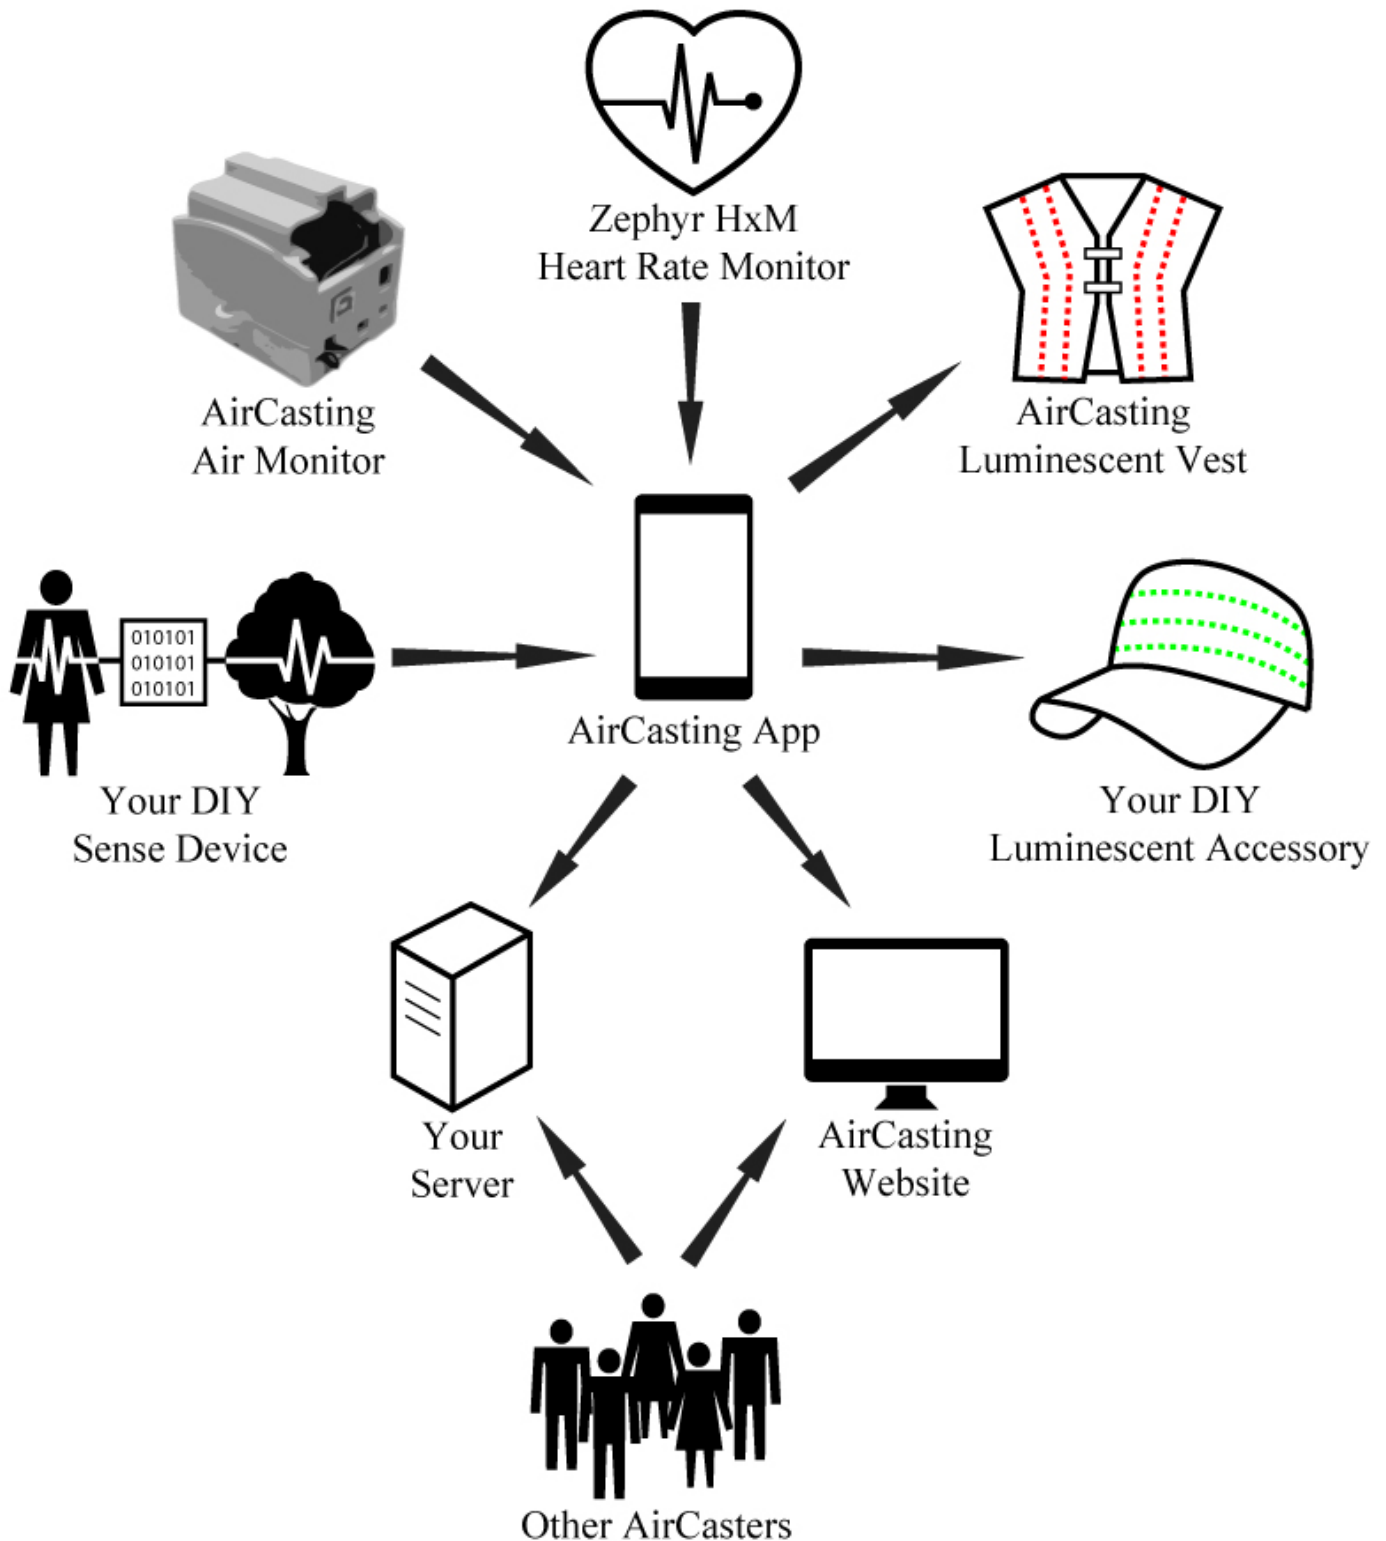 Zephyr HxM
Heart Rate Monitor
AirCasting
Air Monitor
AirCasting
Luminescent Vest
010101
010101
010101
AirCasting App
Your DIY
Sense Device
Your DIY
Luminescent Accessory
Your
Server
AirCasting
Website
Other AirCasters